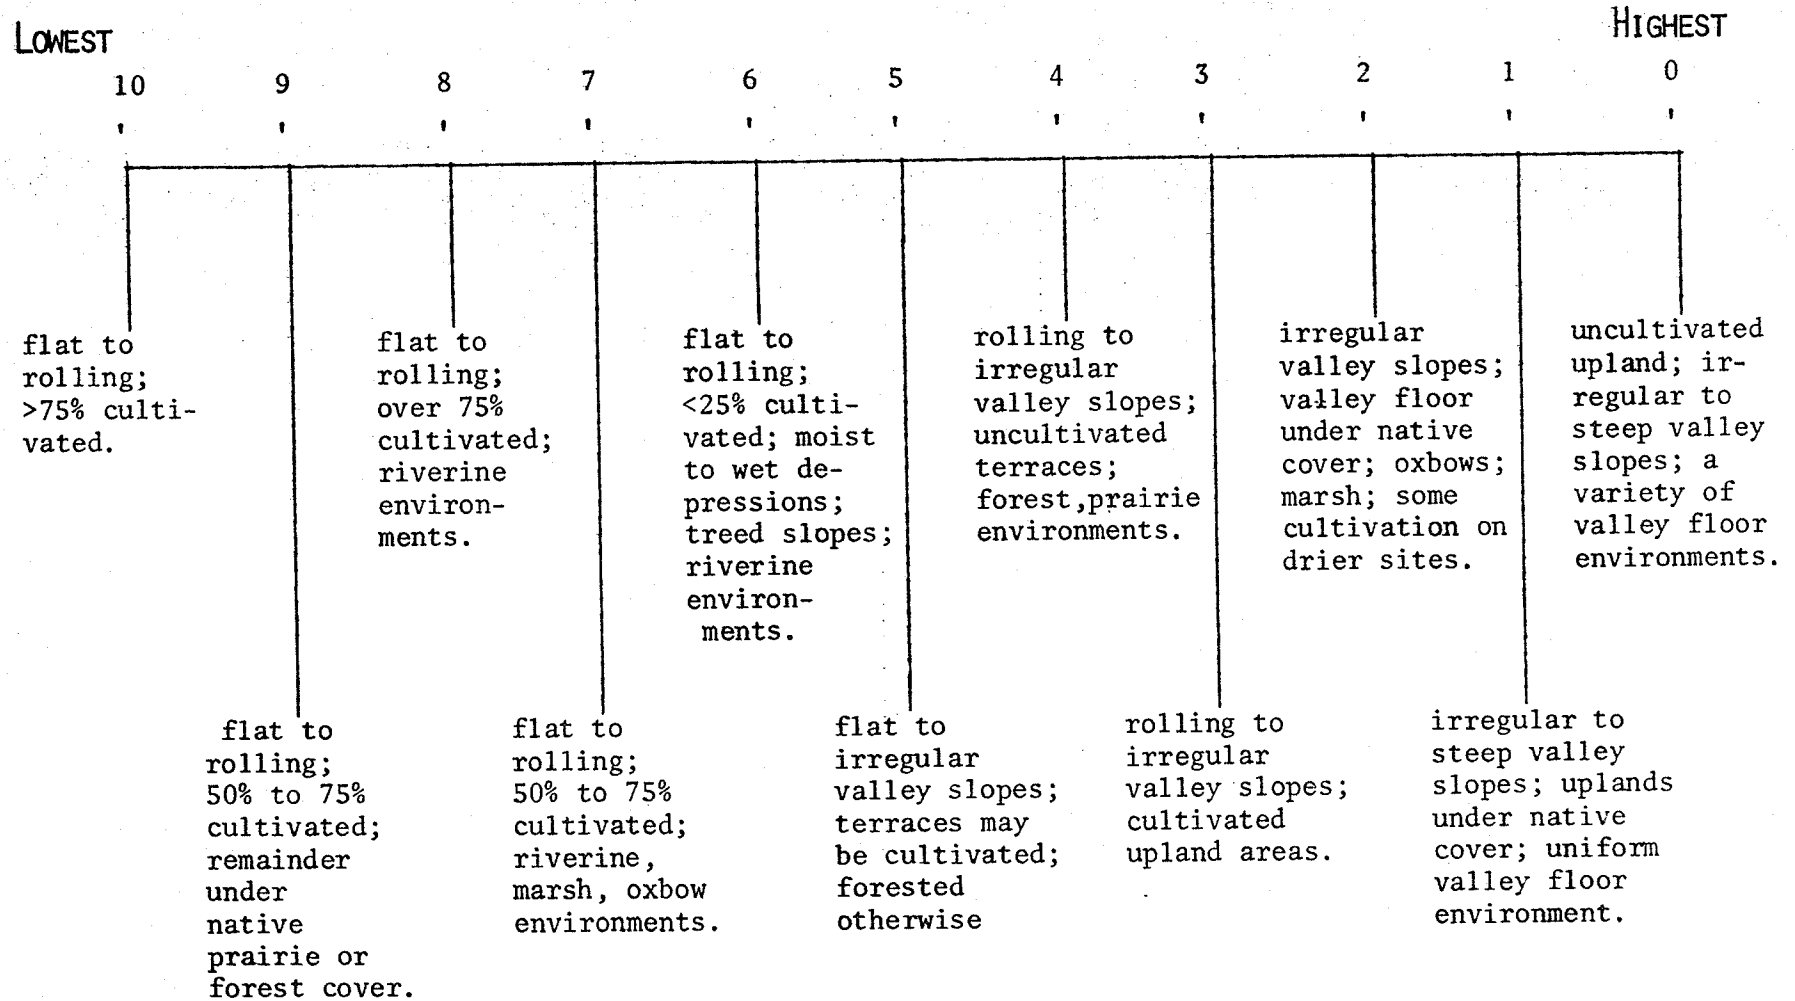 LOWEST
HIGHEST
10 9 8 7 6 5 4 3 2 1 0
flat to
rolling;
>75% culti-
vated.
flat to
rolling;
50% to 75%
cultivated;
remainder
under
native
prairie or
forest cover.
flat to
rolling;
over 75%
cultivated;
riverine
environ-
ments.
flat to
rolling;
50% to 75%
cultivated;
riverine,
marsh, oxbow
environments.
flat to
rolling;
<25% culti-
vated; moist
to wet de-
pressions;
treed slopes;
riverine
environ-
ments.
flat to
irregular
valley slopes;
terraces may
be cultivated;
forested
otherwise
rolling to
irregular
valley slopes;
uncultivated
terraces;
forest,prairie
environments.
rolling to
irregular
valley slopes;
cultivated
upland areas.
irregular
valley slopes;
valley floor
under native
cover; oxbows;
marsh; some
cultivation on
drier sites.
irregular to
steep valley
slopes; uplands
under native
cover; uniform
valley floor
environment.
uncultivated
upland; ir-
regular to
steep valley
slopes; a
variety of
valley floor
environments.